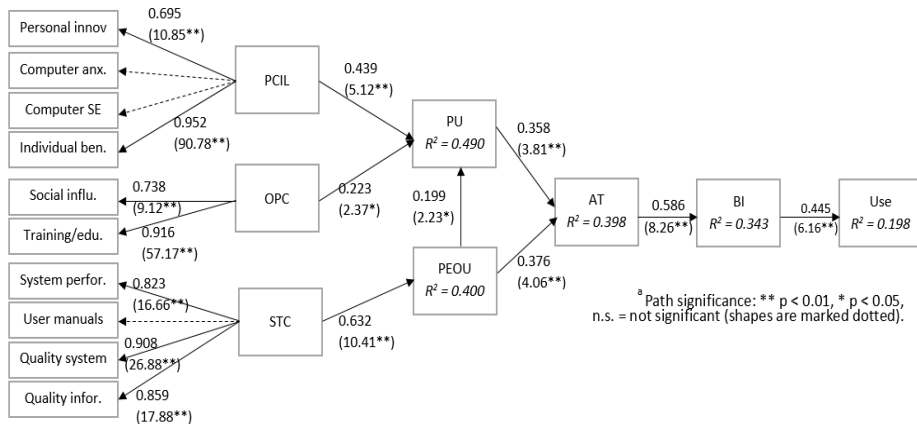 Personal innov
Computer anx.
Computer SE
Individual ben.
0.695
(10.85**)
0.952
(90.78**)
PCIL
0.439
(5.12**)
Social influ.
Training/edu.
0.738
(9.12**)
0.916
(57.17**)
OPC
0.223
(2.37*)
System perfor.
User manuals
Quality system
Quality infor.
0.823
(16.66**)
0.908
(26.88**)
0.859
(17.88**)
STC
0.632
(10.41**)
PU
R² = 0.490
0.199
(2.23*)
PEOU
R² = 0.400
0.358
(3.81**)
0.376
(4.06**)
AT
R² = 0.398
0.586
(8.26**)
BI
R² = 0.343
0.445
(6.16**)
Use
R² = 0.198
a Path significance: ** p < 0.01, * p < 0.05,
n.s. = not significant (shapes are marked dotted).